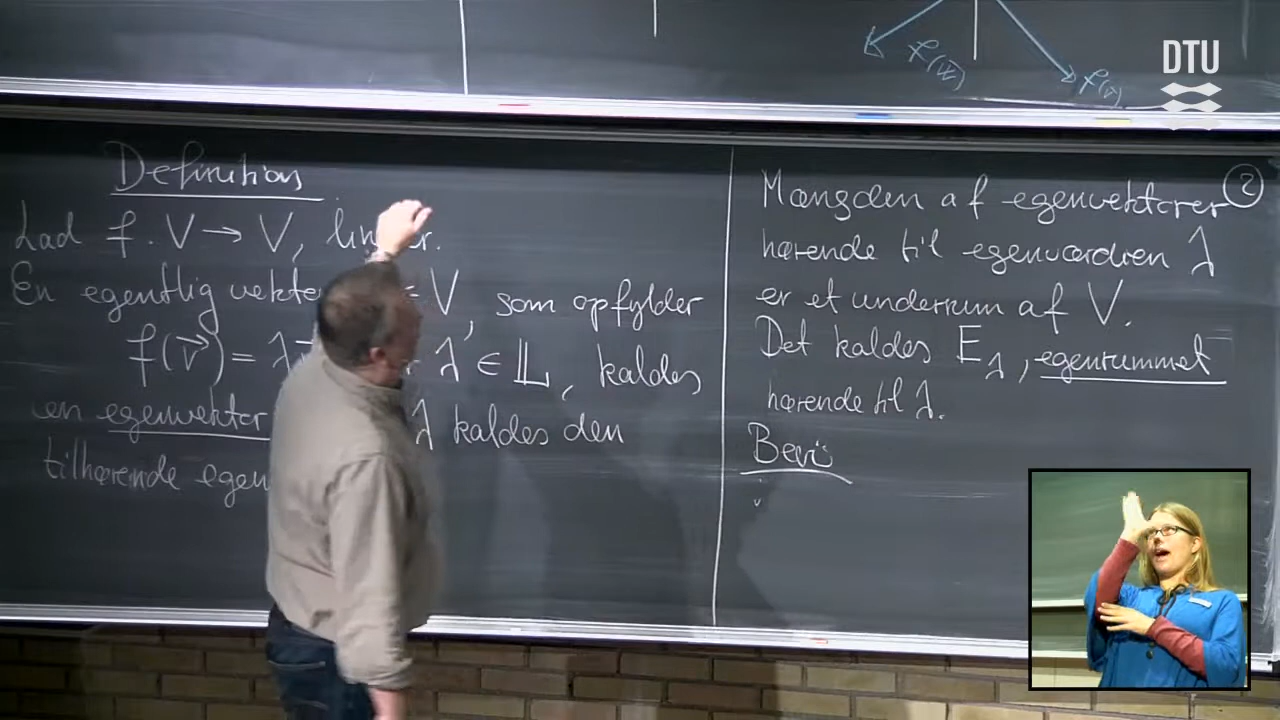 f(v)
DTU
Definition
Lad f: V → V, lineær.
En egentlig vektor ∈ V, som opfylder
f(v⃗) = λ λ ∈ 𝕃, kaldes
en egenvektor λ kaldes den
tilhørende egen
②
Mængden af egenvektorer
hørende til egenværdien λ
er et underrum af V.
Det kaldes E_λ, egenrummet
hørende til λ.
Bevis